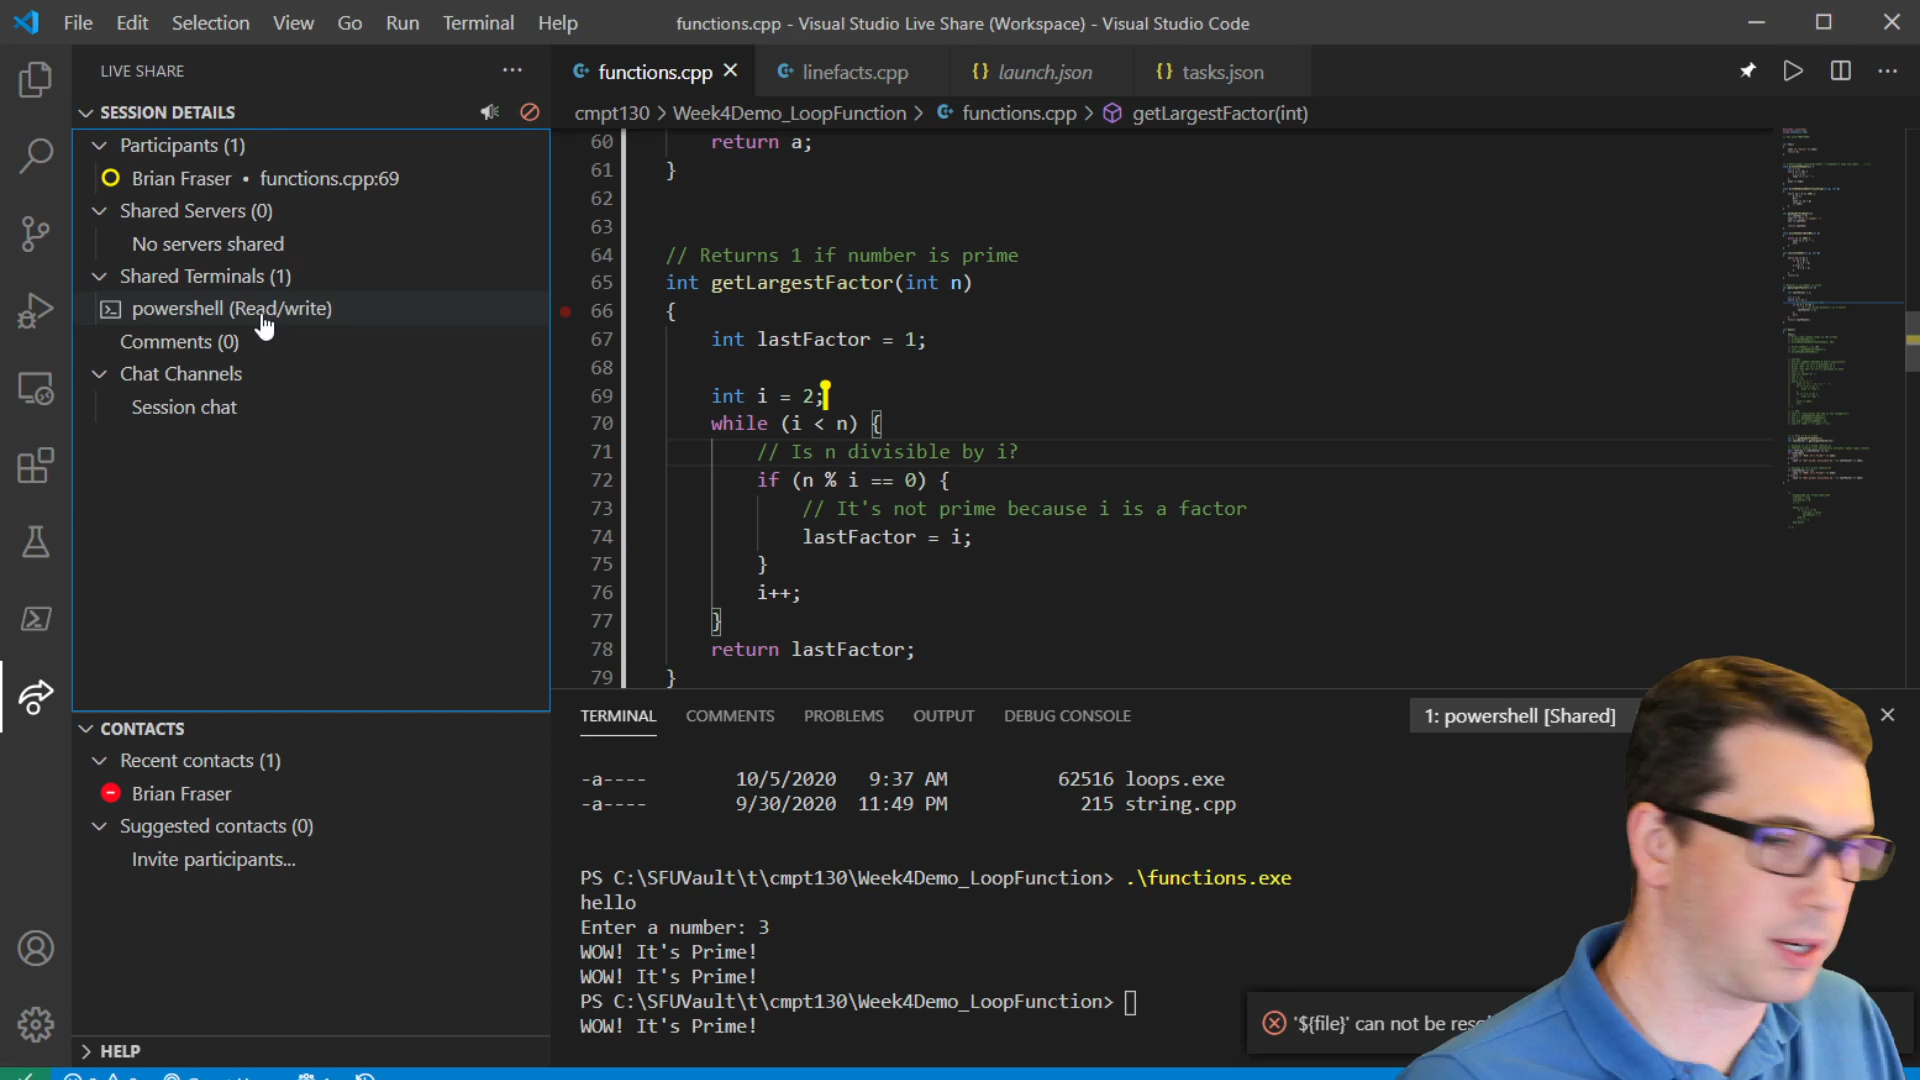 File Edit Selection View Go Run Terminal Help functions.cpp - Visual Studio Live Share (Workspace) - Visual Studio Code
LIVE SHARE
SESSION DETAILS
Participants (1)
Brian Fraser • functions.cpp:69
Shared Servers (0)
No servers shared
Shared Terminals (1)
powershell (Read/write)
Comments (0)
Chat Channels
Session chat
CONTACTS
Recent contacts (1)
Brian Fraser
Suggested contacts (0)
Invite participants...
HELP
functions.cpp linefacts.cpp {} launch.json {} tasks.json
cmpt130 > Week4Demo_LoopFunction > functions.cpp > getLargestFactor(int)
60 return a;
61 }
62
63
64 // Returns 1 if number is prime
65 int getLargestFactor(int n)
66 {
67 int lastFactor = 1;
68
69 int i = 2;
70 while (i < n) {
71 // Is n divisible by i?
72 if (n % i == 0) {
73 // It's not prime because i is a factor
74 lastFactor = i;
75 }
76 i++;
77 }
78 return lastFactor;
79 }
TERMINAL COMMENTS PROBLEMS OUTPUT DEBUG CONSOLE 1: powershell [Shared]
-a---- 10/5/2020 9:37 AM 62516 loops.exe
-a---- 9/30/2020 11:49 PM 215 string.cpp
PS C:\SFUVault\t\cmpt130\Week4Demo_LoopFunction> .\functions.exe
hello
Enter a number: 3
WOW! It's Prime!
WOW! It's Prime!
PS C:\SFUVault\t\cmpt130\Week4Demo_LoopFunction>
WOW! It's Prime!
'${file}' can not be